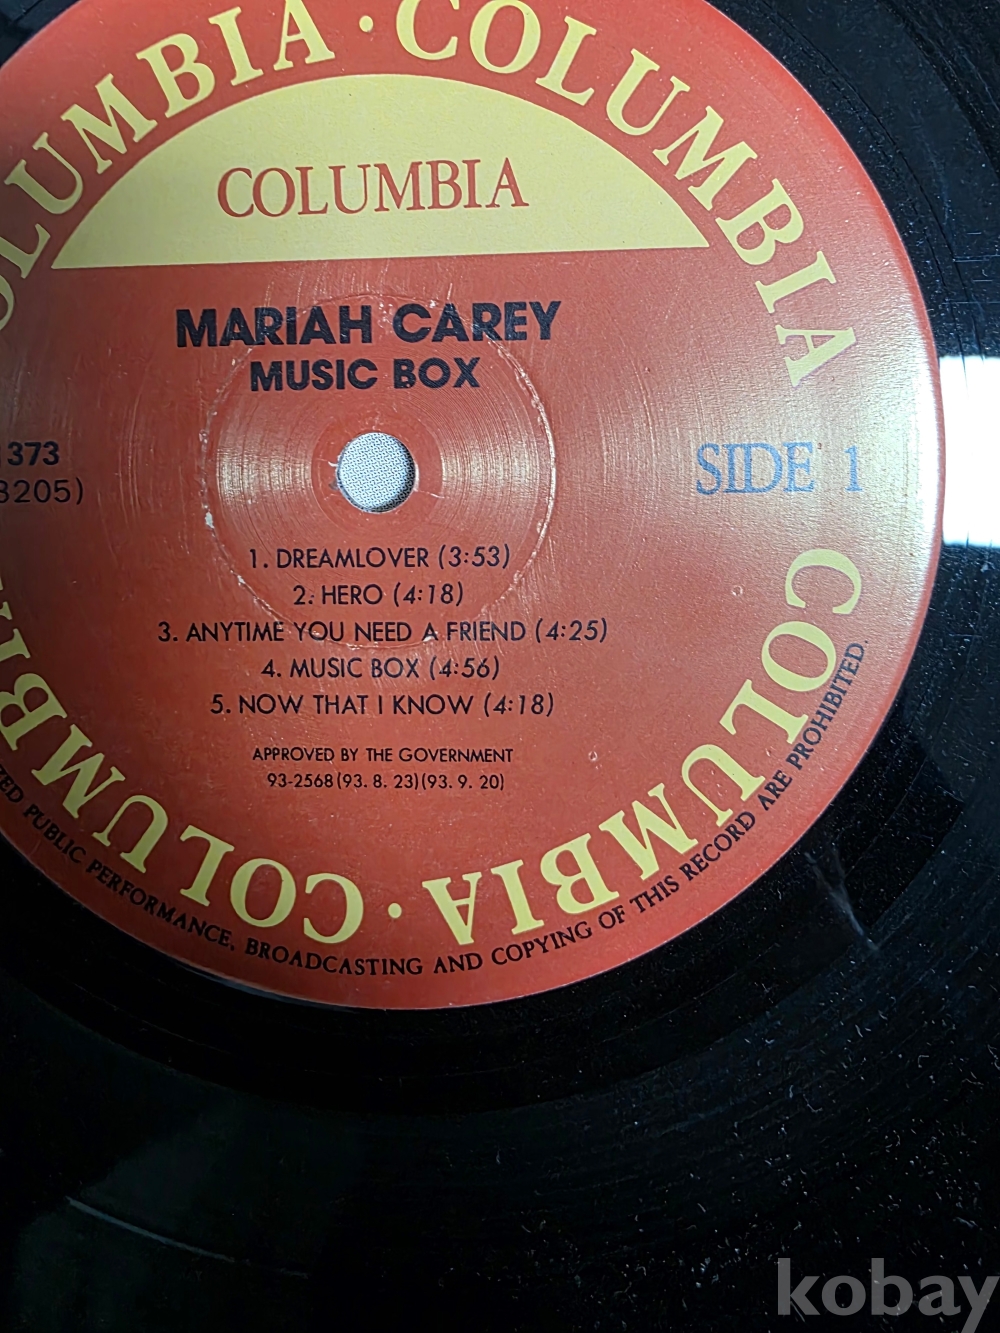 COLUMBIA · COLUMBIA
COLUMBIA
MARIAH CAREY
MUSIC BOX
373
8205)
SIDE 1
1. DREAMLOVER (3:53)
2. HERO (4:18)
3. ANYTIME YOU NEED A FRIEND (4:25)
4. MUSIC BOX (4:56)
5. NOW THAT I KNOW (4:18)
APPROVED BY THE GOVERNMENT
93-2568(93. 8. 23)(93. 9. 20)
COLUMBIA · COLUMBIA
PUBLIC PERFORMANCE, BROADCASTING AND COPYING OF THIS RECORD ARE PROHIBITED.
kobay